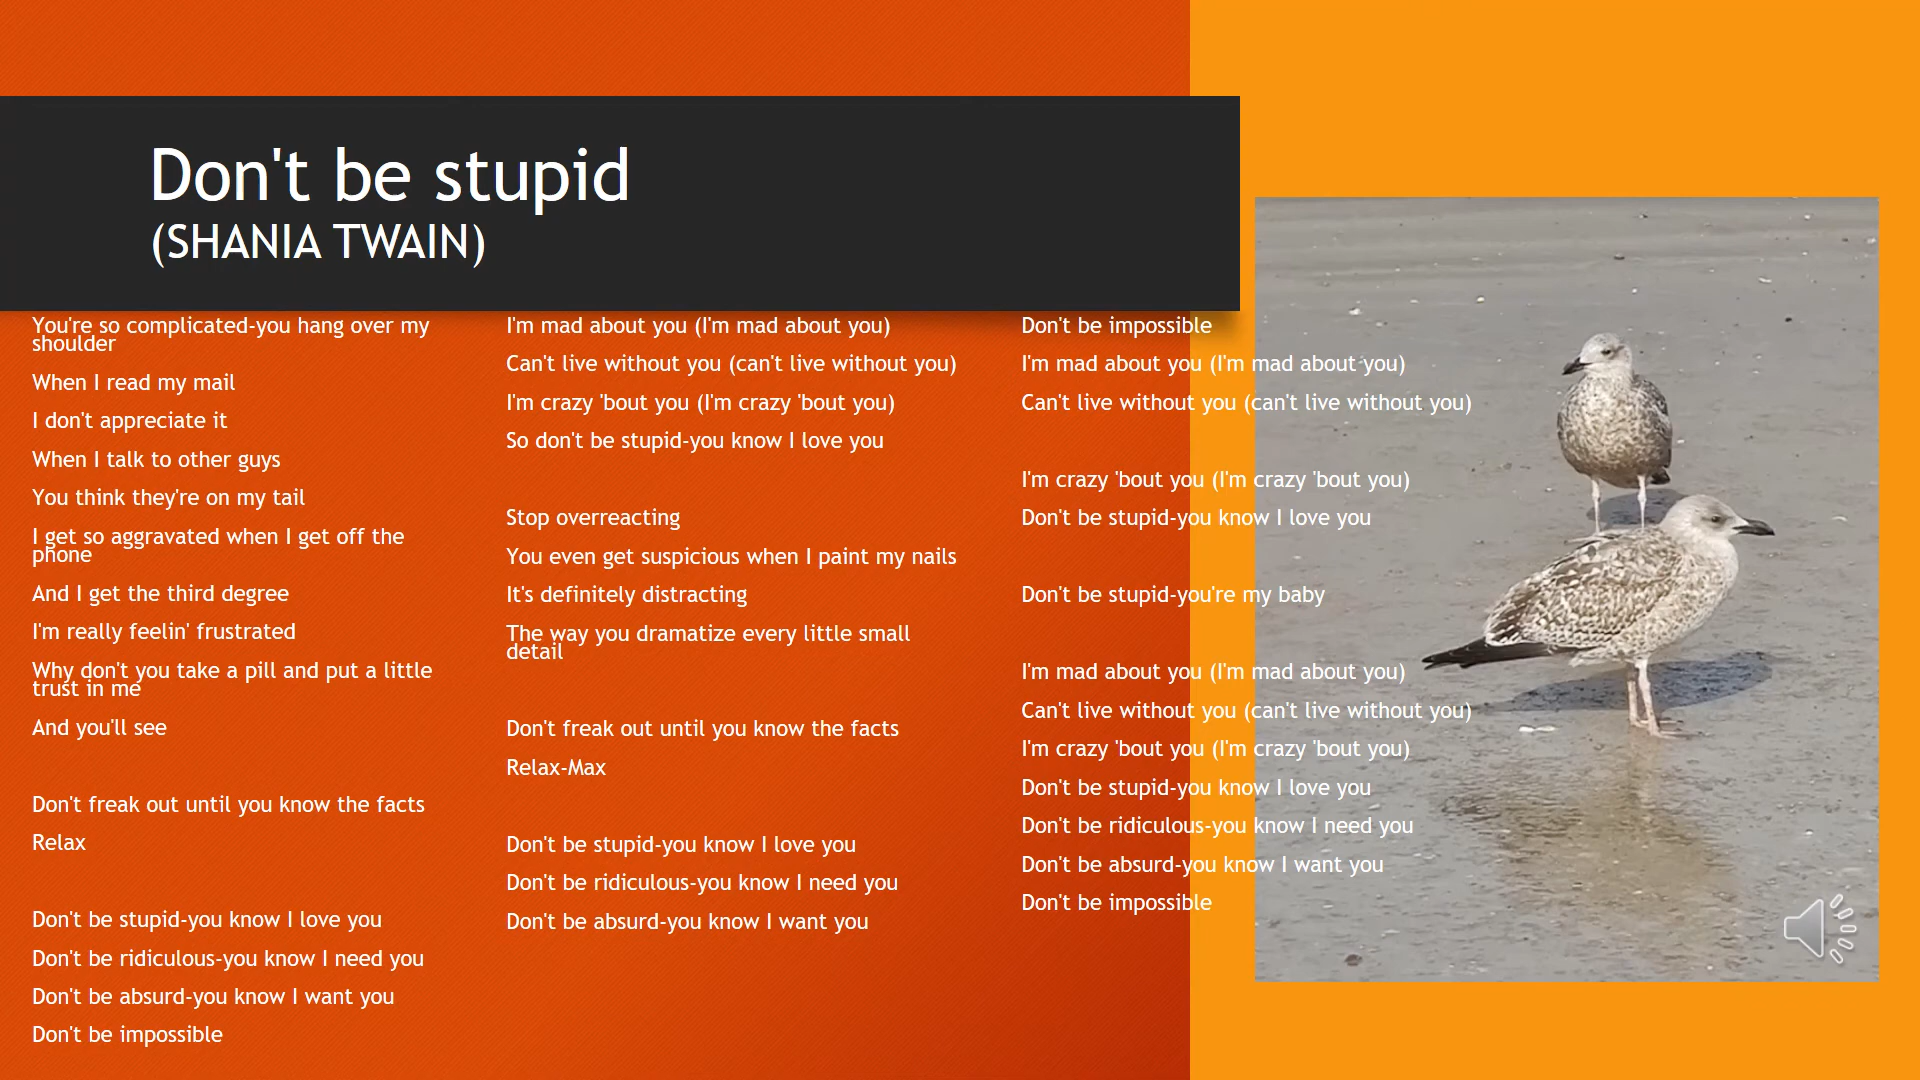 Don't be stupid
(SHANIA TWAIN)
You're so complicated-you hang over my
shoulder
When I read my mail
I don't appreciate it
When I talk to other guys
You think they're on my tail
I get so aggravated when I get off the
phone
And I get the third degree
I'm really feelin' frustrated
Why don't you take a pill and put a little
trust in me
And you'll see
Don't freak out until you know the facts
Relax
Don't be stupid-you know I love you
Don't be ridiculous-you know I need you
Don't be absurd-you know I want you
Don't be impossible
I'm mad about you (I'm mad about you)
Can't live without you (can't live without you)
I'm crazy 'bout you (I'm crazy 'bout you)
So don't be stupid-you know I love you
Stop overreacting
You even get suspicious when I paint my nails
It's definitely distracting
The way you dramatize every little small
detail
Don't freak out until you know the facts
Relax-Max
Don't be stupid-you know I love you
Don't be ridiculous-you know I need you
Don't be absurd-you know I want you
Don't be impossible
I'm mad about you (I'm mad about you)
Can't live without you (can't live without you)
I'm crazy 'bout you (I'm crazy 'bout you)
Don't be stupid-you know I love you
Don't be stupid-you're my baby
I'm mad about you (I'm mad about you)
Can't live without you (can't live without you)
I'm crazy 'bout you (I'm crazy 'bout you)
Don't be stupid-you know I love you
Don't be ridiculous-you know I need you
Don't be absurd-you know I want you
Don't be impossible